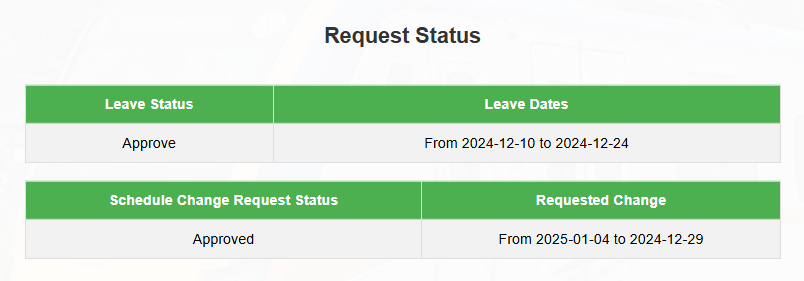 Request Status
Leave Status Leave Dates
Approve From 2024-12-10 to 2024-12-24
Schedule Change Request Status Requested Change
Approved From 2025-01-04 to 2024-12-29